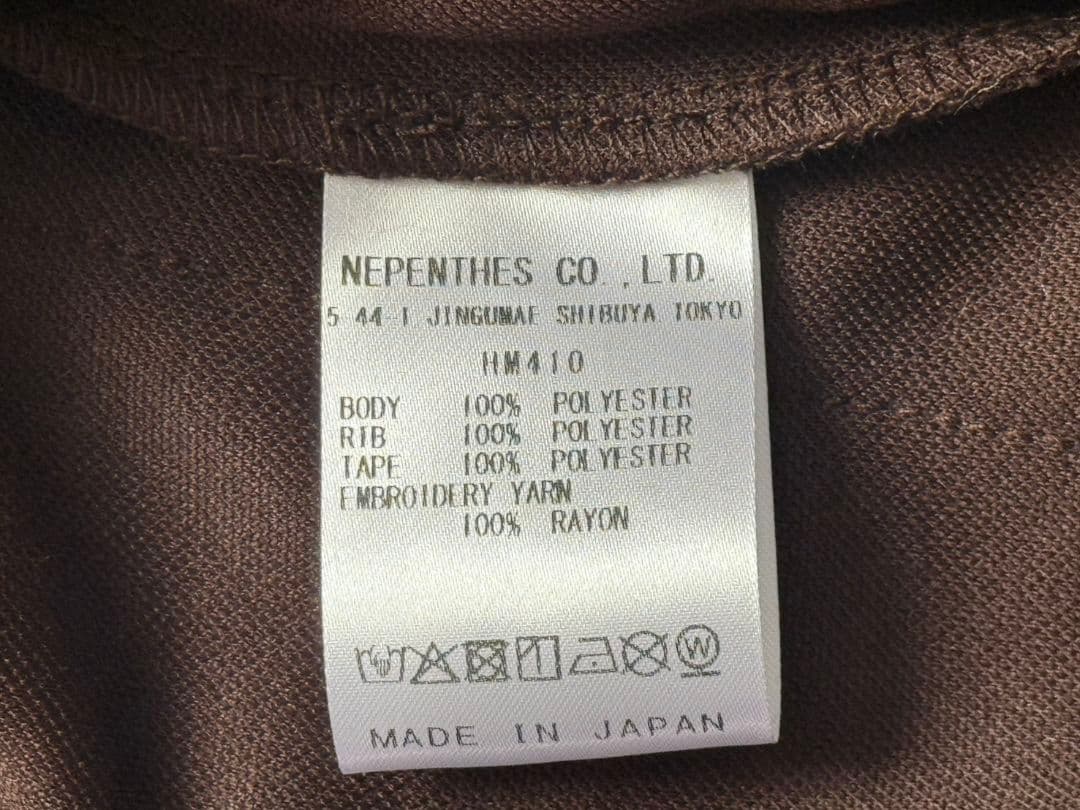 NEPENTHES CO.,LTD.
5-44-1 JINGUMAE SHIBUYA TOKYO
HM410
BODY 100% POLYESTER
RIB 100% POLYESTER
TAPE 100% POLYESTER
EMBROIDERY YARN
100% RAYON
W
MADE IN JAPAN